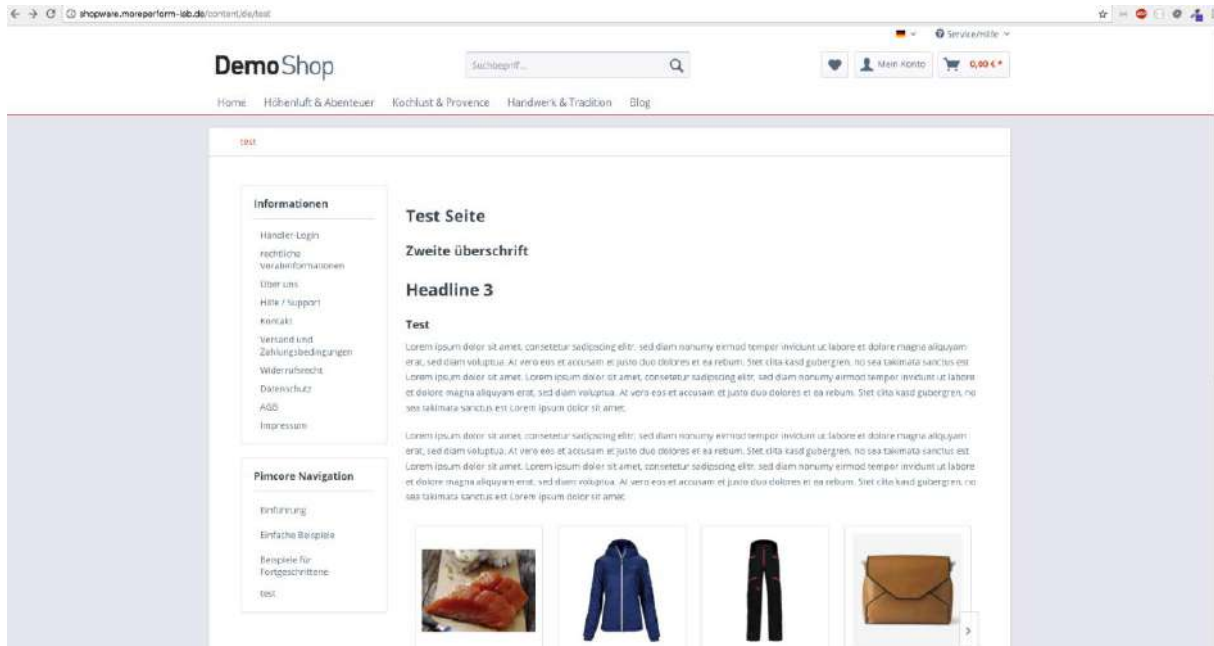 shopware.moreperform-lab.de/content/de/test
Service/Hilfe
DemoShop
Suchbegriff...
Mein Konto
0,00 € *
Home Höhenluft & Abenteuer Kochlust & Provence Handwerk & Tradition Blog
test
Informationen
Händler-Login
rechtliche
Vorabinformationen
Über uns
Hilfe / Support
Kontakt
Versand und
Zahlungsbedingungen
Widerrufsrecht
Datenschutz
AGB
Impressum
Pimcore Navigation
Einführung
Einfache Beispiele
Beispiele für
Fortgeschrittene
test
Test Seite
Zweite überschrift
Headline 3
Test
Lorem ipsum dolor sit amet, consetetur sadipscing elitr, sed diam nonumy eirmod tempor invidunt ut labore et dolore magna aliquyam
erat, sed diam voluptua. At vero eos et accusam et justo duo dolores et ea rebum. Stet clita kasd gubergren, no sea takimata sanctus est
Lorem ipsum dolor sit amet. Lorem ipsum dolor sit amet, consetetur sadipscing elitr, sed diam nonumy eirmod tempor invidunt ut labore
et dolore magna aliquyam erat, sed diam voluptua. At vero eos et accusam et justo duo dolores et ea rebum. Stet clita kasd gubergren, no
sea takimata sanctus est Lorem ipsum dolor sit amet.
Lorem ipsum dolor sit amet, consetetur sadipscing elitr, sed diam nonumy eirmod tempor invidunt ut labore et dolore magna aliquyam
erat, sed diam voluptua. At vero eos et accusam et justo duo dolores et ea rebum. Stet clita kasd gubergren, no sea takimata sanctus est
Lorem ipsum dolor sit amet. Lorem ipsum dolor sit amet, consetetur sadipscing elitr, sed diam nonumy eirmod tempor invidunt ut labore
et dolore magna aliquyam erat, sed diam voluptua. At vero eos et accusam et justo duo dolores et ea rebum. Stet clita kasd gubergren, no
sea takimata sanctus est Lorem ipsum dolor sit amet.